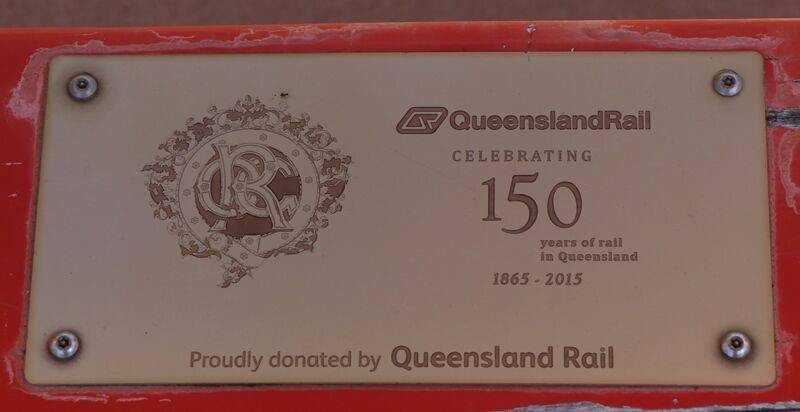 QueenslandRail
CELEBRATING
150
years of rail
in Queensland
1865 - 2015
Proudly donated by Queensland Rail